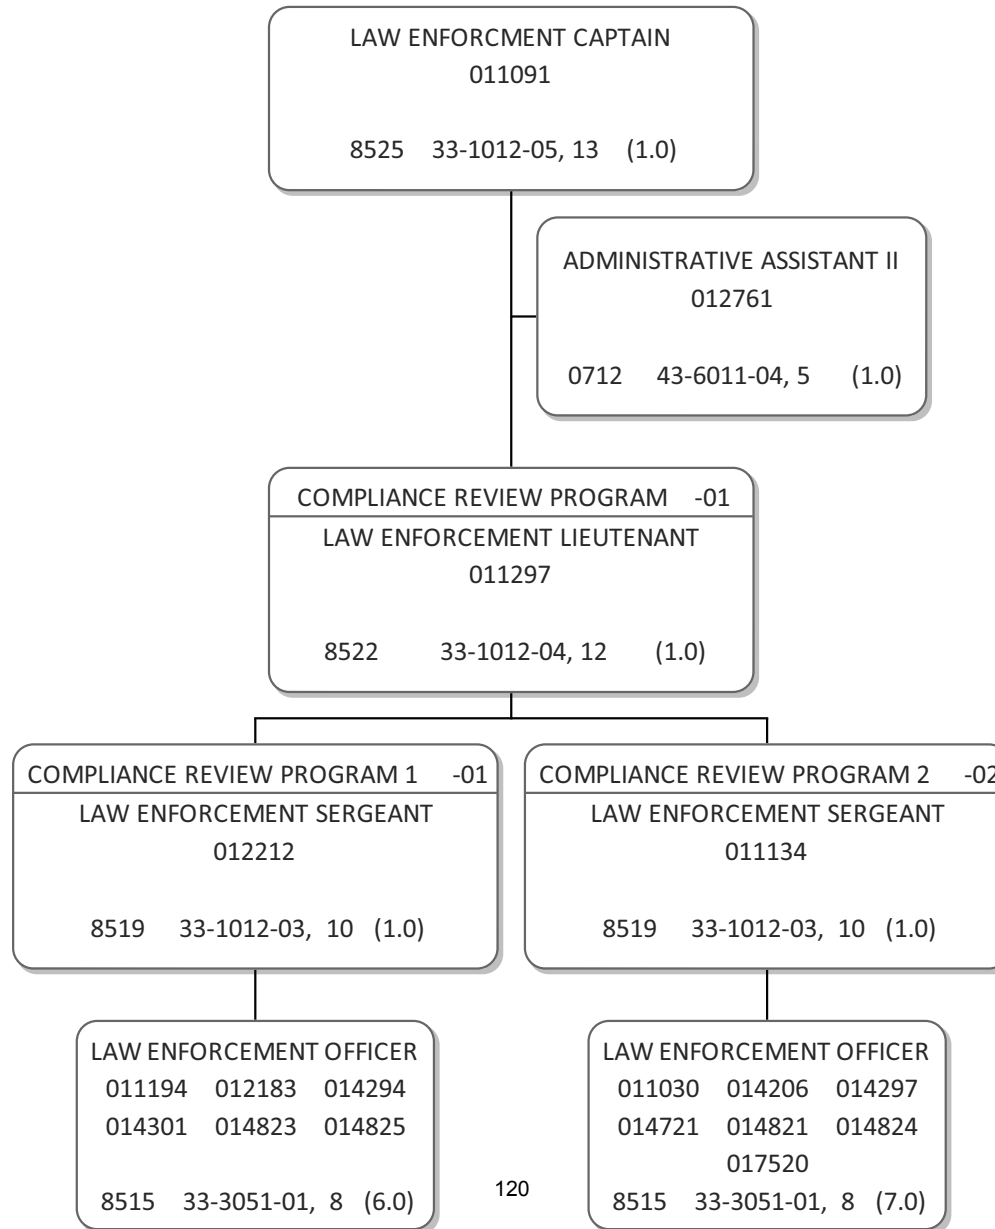 LAW ENFORCMENT CAPTAIN
011091
8525 33-1012-05, 13 (1.0)
ADMINISTRATIVE ASSISTANT II
012761
0712 43-6011-04, 5 (1.0)
COMPLIANCE REVIEW PROGRAM -01
LAW ENFORCEMENT LIEUTENANT
011297
8522 33-1012-04, 12 (1.0)
COMPLIANCE REVIEW PROGRAM 1 -01
LAW ENFORCEMENT SERGEANT
012212
8519 33-1012-03, 10 (1.0)
COMPLIANCE REVIEW PROGRAM 2 -02
LAW ENFORCEMENT SERGEANT
011134
8519 33-1012-03, 10 (1.0)
LAW ENFORCEMENT OFFICER
011194 012183 014294
014301 014823 014825
8515 33-3051-01, 8 (6.0)
LAW ENFORCEMENT OFFICER
011030 014206 014297
014721 014821 014824
017520
8515 33-3051-01, 8 (7.0)
120